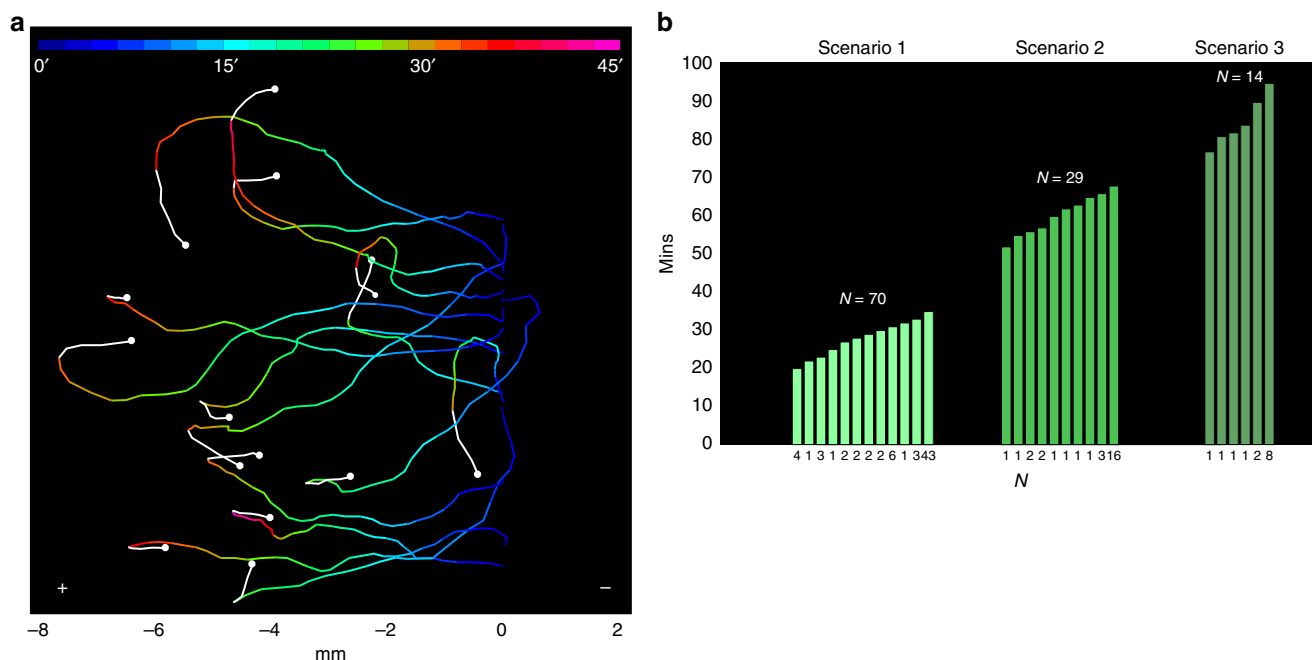 a
0′ 15′ 30′ 45′
+ –
–8 –6 –4 –2 0 2
mm
b
Scenario 1 Scenario 2 Scenario 3
100
90
80
70
60
50
40
30
20
10
0
Mins
N = 70
N = 29
N = 14
4 1 3 1 2 2 2 2 6 1 3 43
1 1 2 2 1 1 1 1 3 16
1 1 1 1 2 8
N